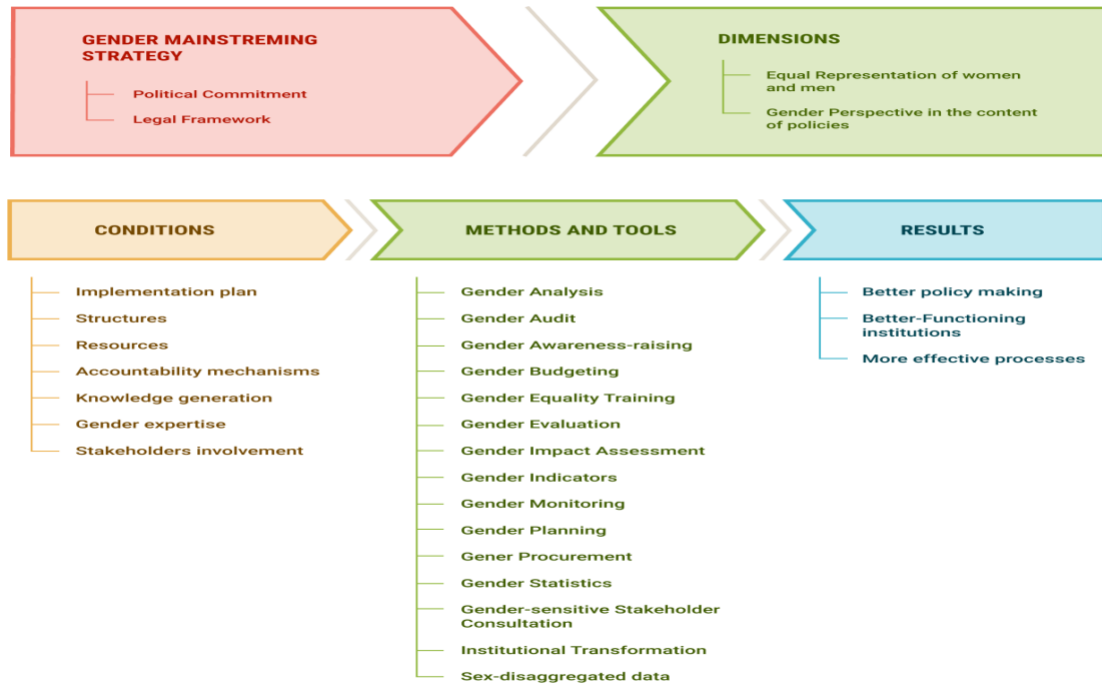 GENDER MAINSTREMING
STRATEGY
Political Commitment
Legal Framework
DIMENSIONS
Equal Representation of women
and men
Gender Perspective in the content
of policies
CONDITIONS
Implementation plan
Structures
Resources
Accountability mechanisms
Knowledge generation
Gender expertise
Stakeholders involvement
METHODS AND TOOLS
Gender Analysis
Gender Audit
Gender Awareness-raising
Gender Budgeting
Gender Equality Training
Gender Evaluation
Gender Impact Assessment
Gender Indicators
Gender Monitoring
Gender Planning
Gener Procurement
Gender Statistics
Gender-sensitive Stakeholder
Consultation
Institutional Transformation
Sex-disaggregated data
RESULTS
Better policy making
Better-Functioning
institutions
More effective processes